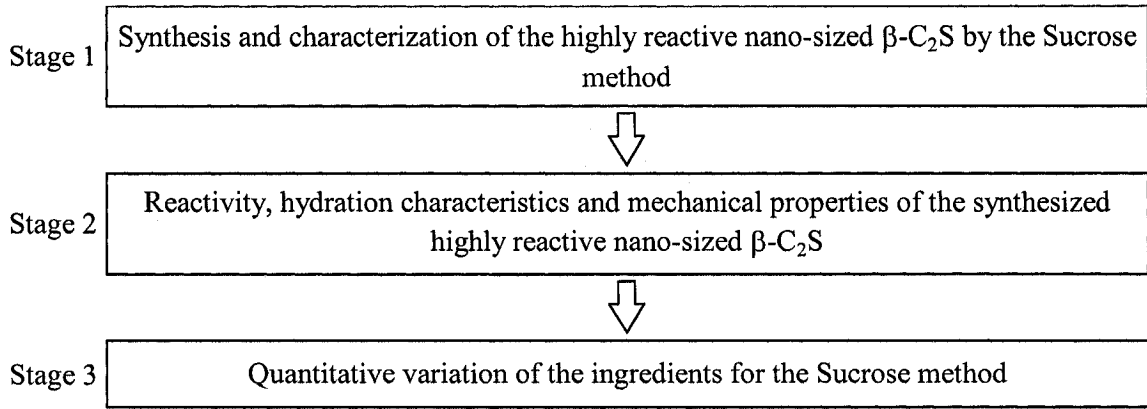 Stage 1
Synthesis and characterization of the highly reactive nano-sized β-C₂S by the Sucrose
method
Stage 2
Reactivity, hydration characteristics and mechanical properties of the synthesized
highly reactive nano-sized β-C₂S
Stage 3
Quantitative variation of the ingredients for the Sucrose method